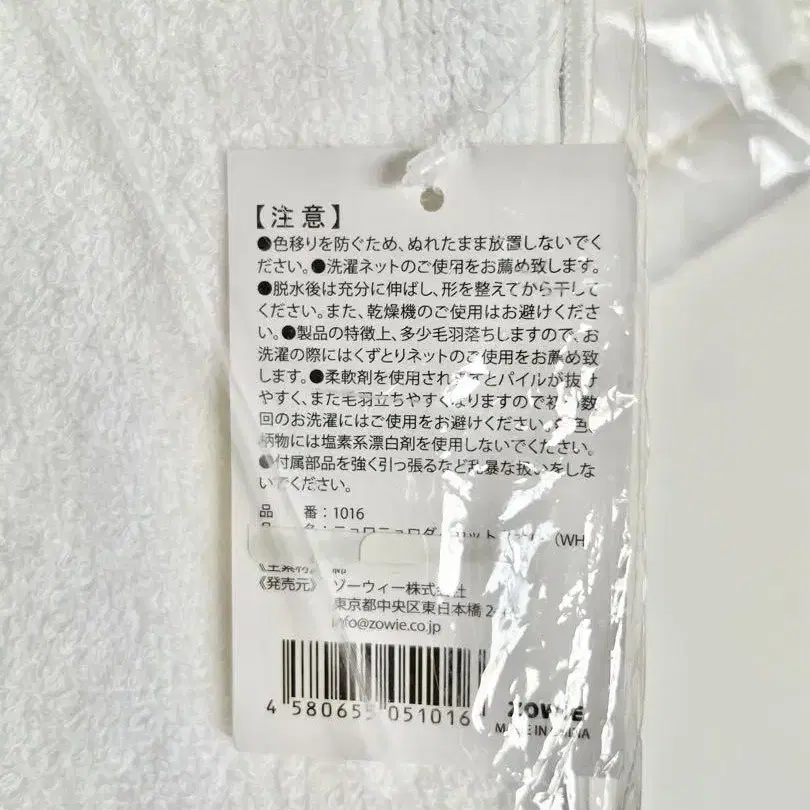 【注意】
●色移りを防ぐため、ぬれたまま放置しないでく
ださい。●洗濯ネットのご使用をお薦め致します。
●脱水後は充分に伸ばし、形を整えてから干して
ください。また、乾燥機のご使用はお避けくださ
い。●製品の特徴上、多少毛羽落ちしますので、お
洗濯の際にはくずとりネットのご使用をお薦め致
します。●柔軟剤を使用されますとパイルが抜け
やすく、また毛羽立ちやすくなりますので初 数
回のお洗濯にはご使用をお避けください。 色、
柄物には塩素系漂白剤を使用しないでください。
●付属部品を強く引っ張るなど乱暴な扱いをしな
いでください。
品 番：1016
(WH
《発売元》 ゾーウィー株式会社
東京都中央区東日本橋
info@zowie.co.jp
4 580655 051016
ZOWIE
MADE IN CHINA